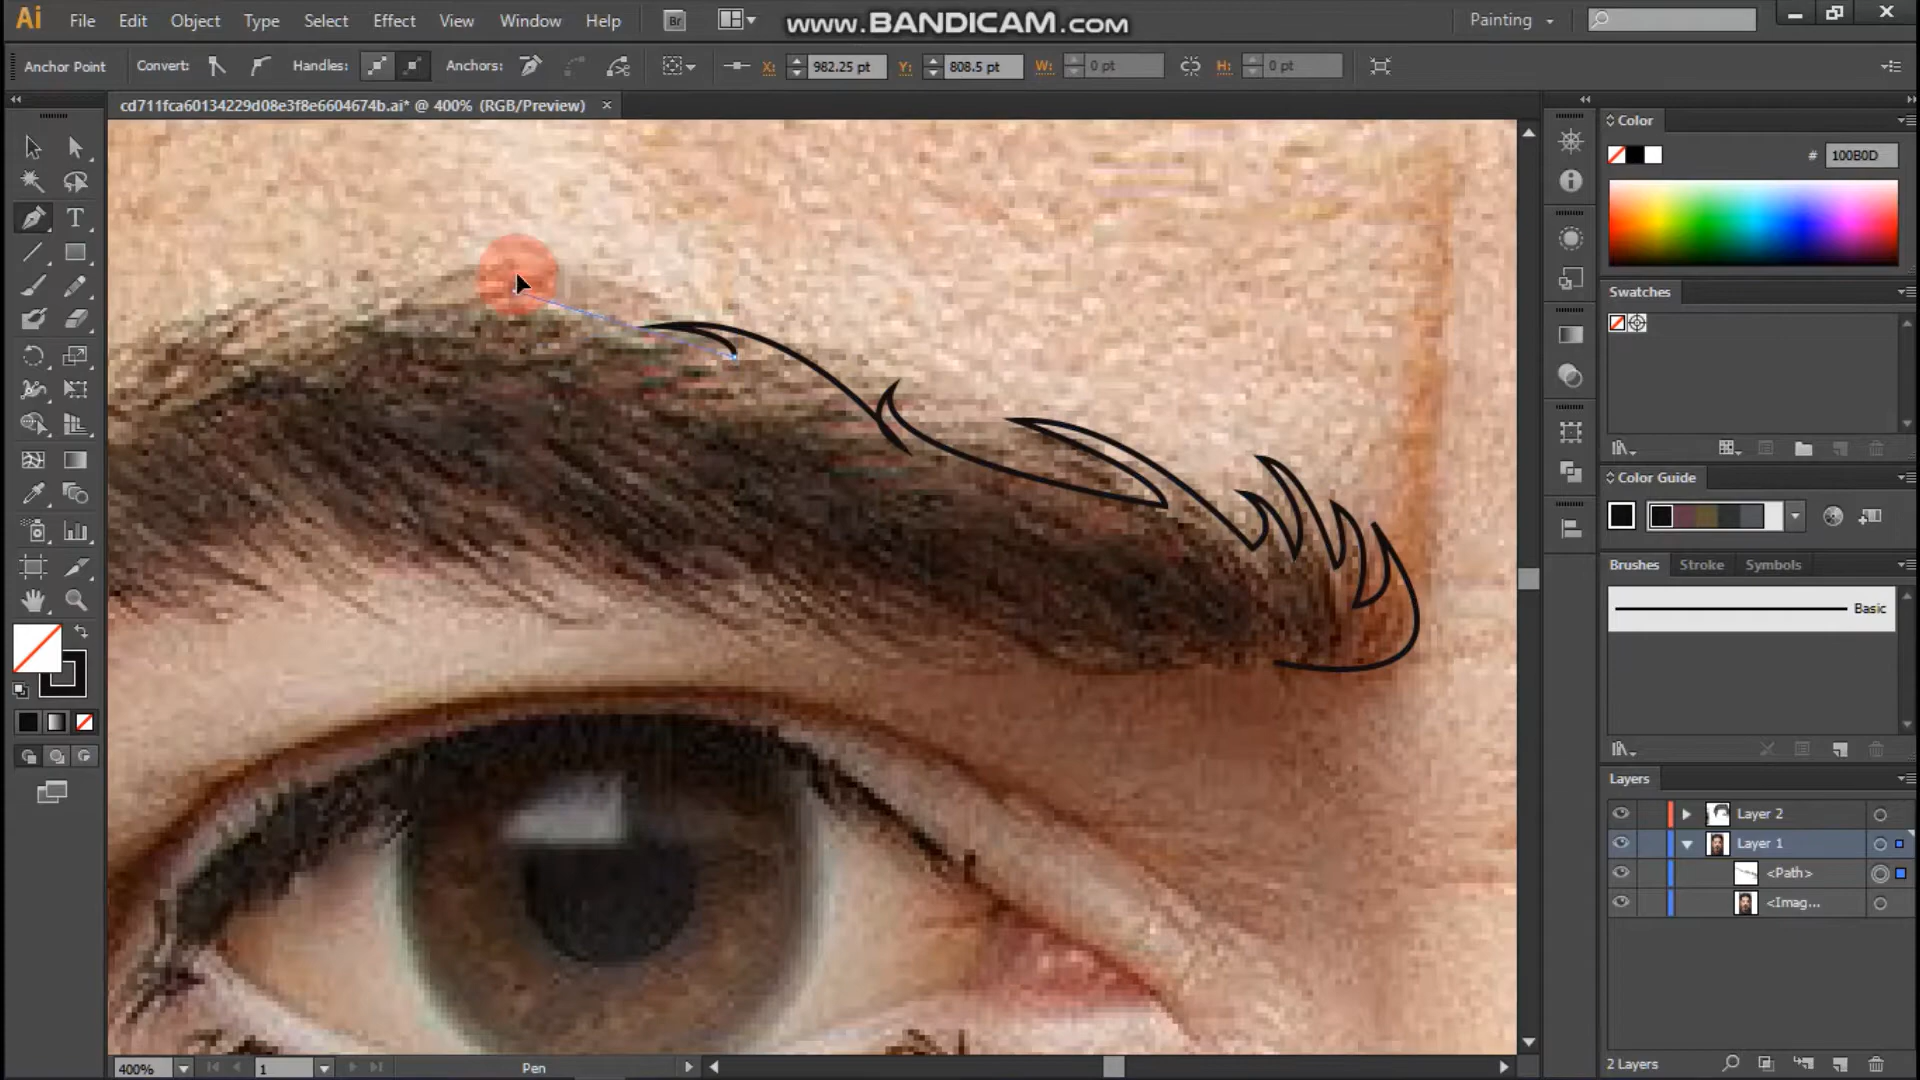 Ai File Edit Object Type Select Effect View Window Help Br www.BANDICAM.com Painting
Anchor Point Convert: Handles: Anchors: X: 982.25 pt Y: 808.5 pt W: 0 pt H: 0 pt
cd711fca60134229d08e3f8e6604674b.ai* @ 400% (RGB/Preview)
Color
# 100B0D
Swatches
Color Guide
Brushes Stroke Symbols
Basic
Layers
Layer 2
Layer 1
<Path>
<Imag...
2 Layers
400% 1 Pen